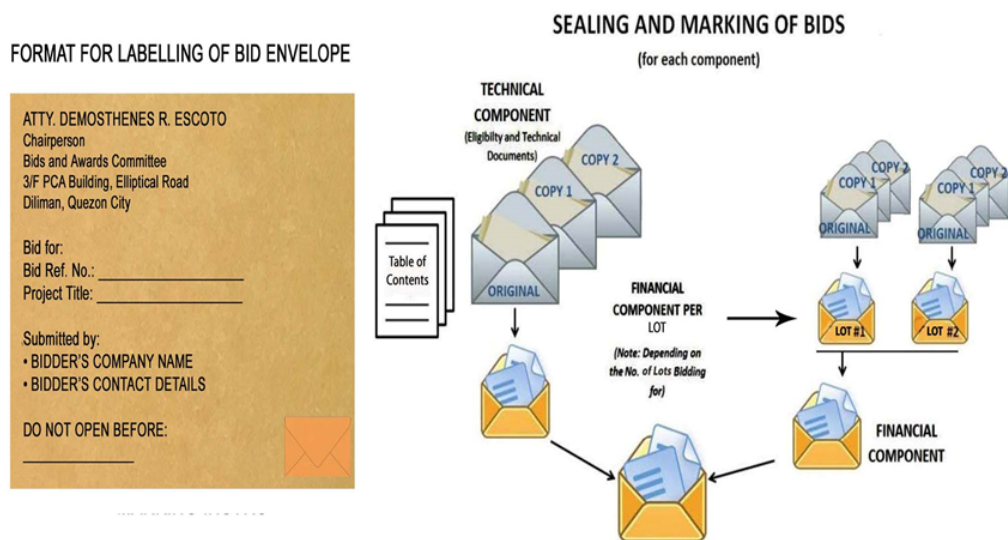 FORMAT FOR LABELLING OF BID ENVELOPE
ATTY. DEMOSTHENES R. ESCOTO
Chairperson
Bids and Awards Committee
3/F PCA Building, Elliptical Road
Diliman, Quezon City
Bid for:
Bid Ref. No.: ____________________
Project Title: ____________________
Submitted by:
• BIDDER'S COMPANY NAME
• BIDDER'S CONTACT DETAILS
DO NOT OPEN BEFORE:
_______________
SEALING AND MARKING OF BIDS
(for each component)
TECHNICAL
COMPONENT
(Eligibilty and Technical
Documents)
COPY 2
COPY 1
ORIGINAL
Table of
Contents
FINANCIAL
COMPONENT PER
LOT
(Note: Depending on
the No. of Lots Bidding
for)
COPY 2
COPY 1
ORIGINAL
LOT #1
COPY 2
COPY 1
ORIGINAL
LOT #2
FINANCIAL
COMPONENT